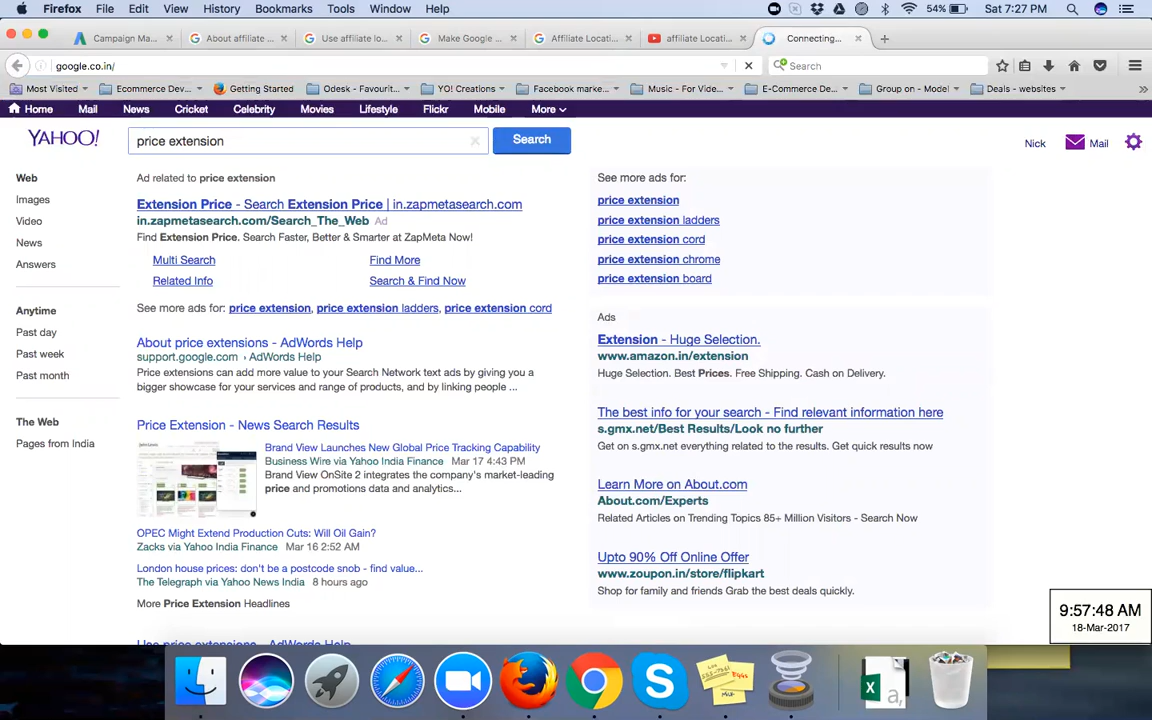 Firefox File Edit View History Bookmarks Tools Window Help 54% Sat 7:27 PM
Campaign Ma... About affiliate ... Use affiliate lo... Make Google ... Affiliate Locati... affiliate Locati... Connecting...
google.co.in/ Search
Most Visited Ecommerce Dev... Getting Started Odesk - Favourit... YO! Creations Facebook marke... Music - For Vide... E-Commerce De... Group on - Model Deals - websites
Home Mail News Cricket Celebrity Movies Lifestyle Flickr Mobile More
YAHOO! price extension Search Nick Mail
Web
Images
Video
News
Answers
Anytime
Past day
Past week
Past month
The Web
Pages from India
Ad related to price extension
Extension Price - Search Extension Price | in.zapmetasearch.com
in.zapmetasearch.com/Search_The_Web Ad
Find Extension Price. Search Faster, Better & Smarter at ZapMeta Now!
Multi Search Find More
Related Info Search & Find Now
See more ads for: price extension, price extension ladders, price extension cord
About price extensions - AdWords Help
support.google.com › AdWords Help
Price extensions can add more value to your Search Network text ads by giving you a
bigger showcase for your services and range of products, and by linking people ...
Price Extension - News Search Results
Brand View Launches New Global Price Tracking Capability
Business Wire via Yahoo India Finance Mar 17 4:43 PM
Brand View OnSite 2 integrates the company's market-leading
price and promotions data and analytics...
OPEC Might Extend Production Cuts: Will Oil Gain?
Zacks via Yahoo India Finance Mar 16 2:52 AM
London house prices: don't be a postcode snob - find value...
The Telegraph via Yahoo News India 8 hours ago
More Price Extension Headlines
Use price extensions - AdWords Help
See more ads for:
price extension
price extension ladders
price extension cord
price extension chrome
price extension board
Ads
Extension - Huge Selection.
www.amazon.in/extension
Huge Selection. Best Prices. Free Shipping. Cash on Delivery.
The best info for your search - Find relevant information here
s.gmx.net/Best Results/Look no further
Get on s.gmx.net everything related to the results. Get quick results now
Learn More on About.com
About.com/Experts
Related Articles on Trending Topics 85+ Million Visitors - Search Now
Upto 90% Off Online Offer
www.zoupon.in/store/flipkart
Shop for family and friends Grab the best deals quickly.
9:57:48 AM
18-Mar-2017